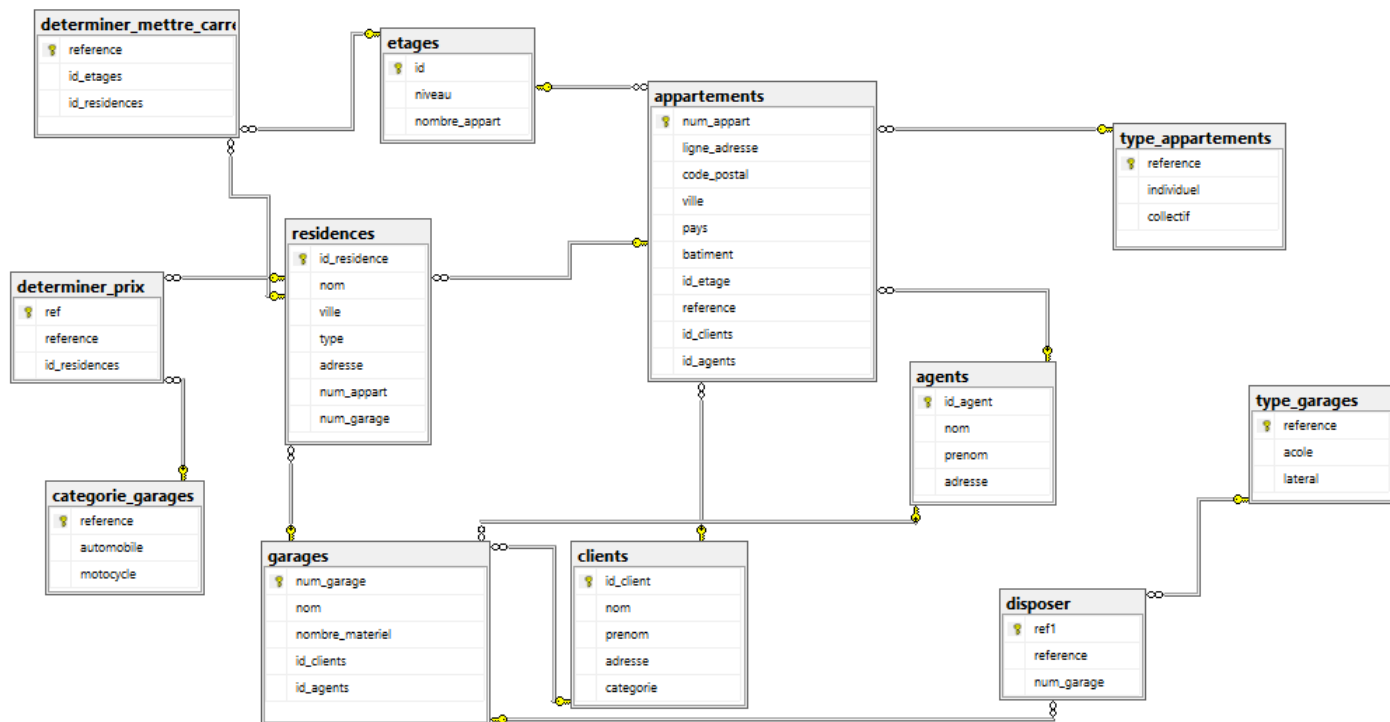 determiner_mettre_carre
reference
id_etages
id_residences
etages
id
niveau
nombre_appart
appartements
num_appart
ligne_adresse
code_postal
ville
pays
batiment
id_etage
reference
id_clients
id_agents
type_appartements
reference
individuel
collectif
residences
id_residence
nom
ville
type
adresse
num_appart
num_garage
determiner_prix
ref
reference
id_residences
agents
id_agent
nom
prenom
adresse
type_garages
reference
acole
lateral
categorie_garages
reference
automobile
motocycle
garages
num_garage
nom
nombre_materiel
id_clients
id_agents
clients
id_client
nom
prenom
adresse
categorie
disposer
ref1
reference
num_garage